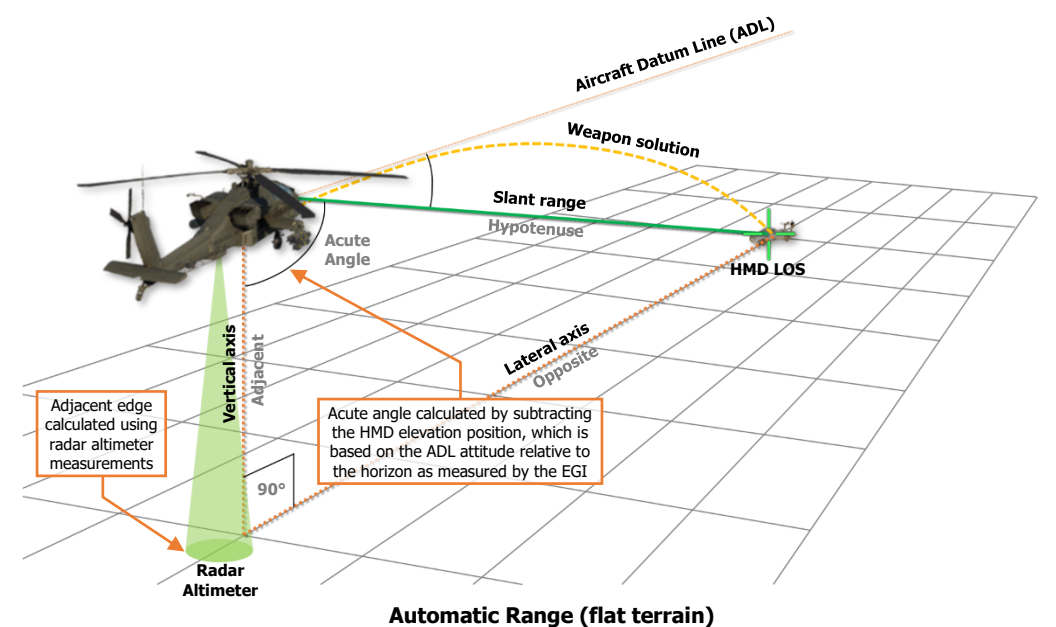 Aircraft Datum Line (ADL)
Weapon solution
Slant range
Hypotenuse
Acute
Angle
HMD LOS
Vertical axis
Adjacent
Lateral axis
Opposite
Adjacent edge
calculated using
radar altimeter
measurements
Acute angle calculated by subtracting
the HMD elevation position, which is
based on the ADL attitude relative to
the horizon as measured by the EGI
90°
Radar
Altimeter
Automatic Range (flat terrain)